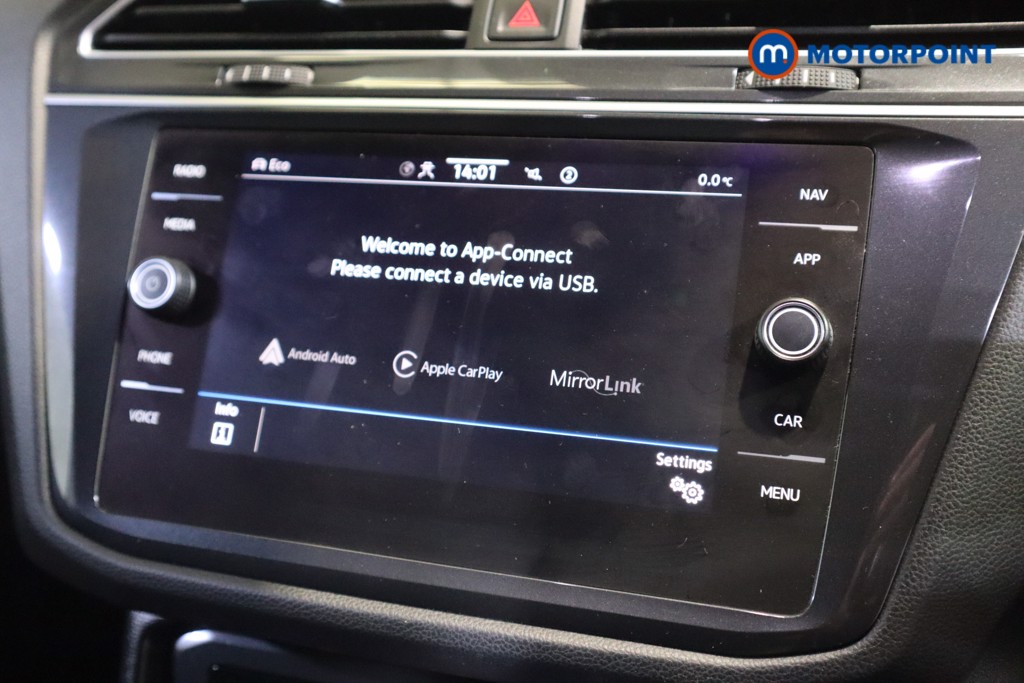 m MOTORPOINT
RADIO
MEDIA
PHONE
VOICE
Eco
14:01
2
0.0°C
Welcome to App-Connect
Please connect a device via USB.
Android Auto
Apple CarPlay
MirrorLink
Info
Settings
NAV
APP
CAR
MENU